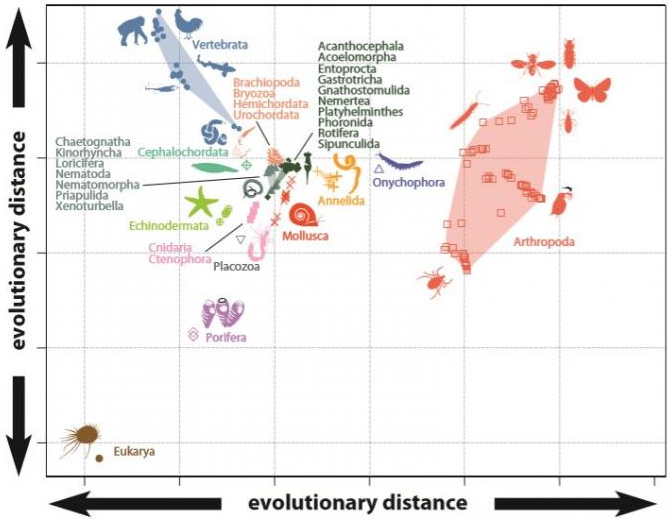 Vertebrata
Acanthocephala
Acoelomorpha
Entoprocta
Gastrotricha
Gnathostomulida
Nemertea
Platyhelminthes
Phoronida
Rotifera
Sipunculida
Brachiopoda
Bryozoa
Hemichordata
Urochordata
Chaetognatha
Kinorhyncha
Loricifera
Nematoda
Nematomorpha
Priapulida
Xenoturbella
Cephalochordata
Onychophora
Annelida
Echinodermata
Mollusca
Arthropoda
Cnidaria
Ctenophora
Placozoa
Porifera
Eukarya
evolutionary distance
evolutionary distance